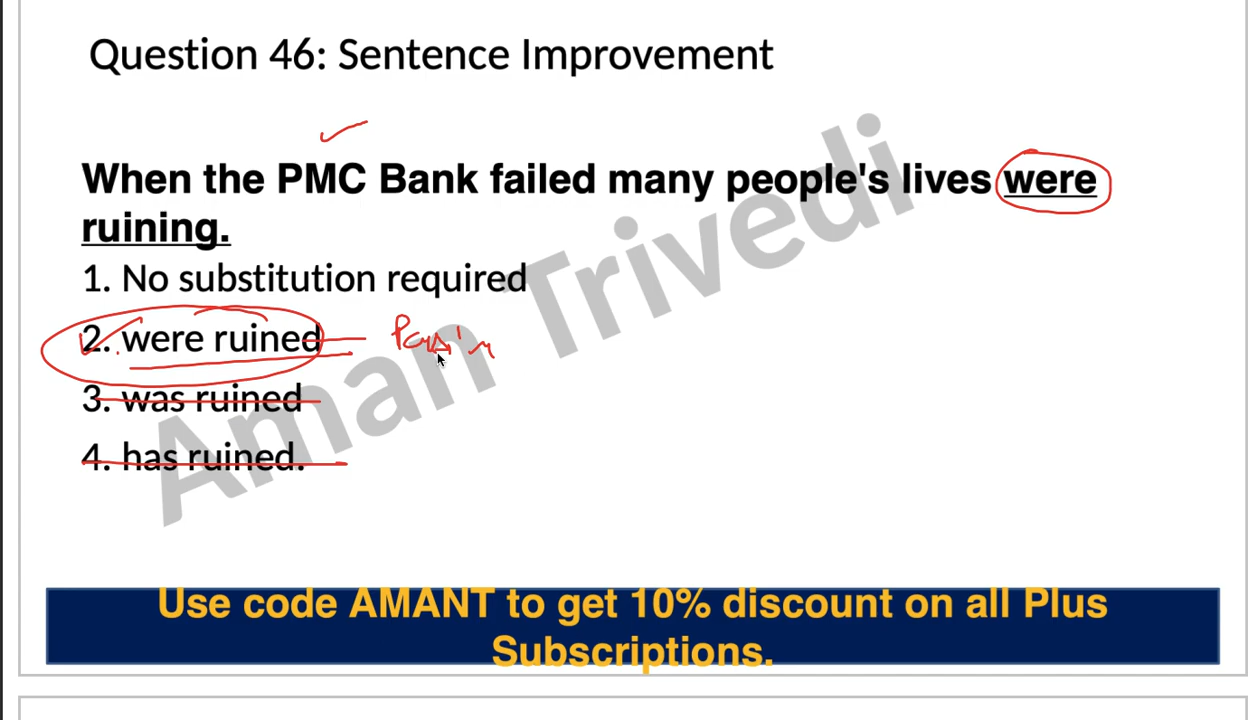 Question 46: Sentence Improvement
When the PMC Bank failed many people's lives were
ruining.
1. No substitution required
2. were ruined
3. was ruined
4. has ruined.
Aman Trivedi
Use code AMANT to get 10% discount on all Plus
Subscriptions.